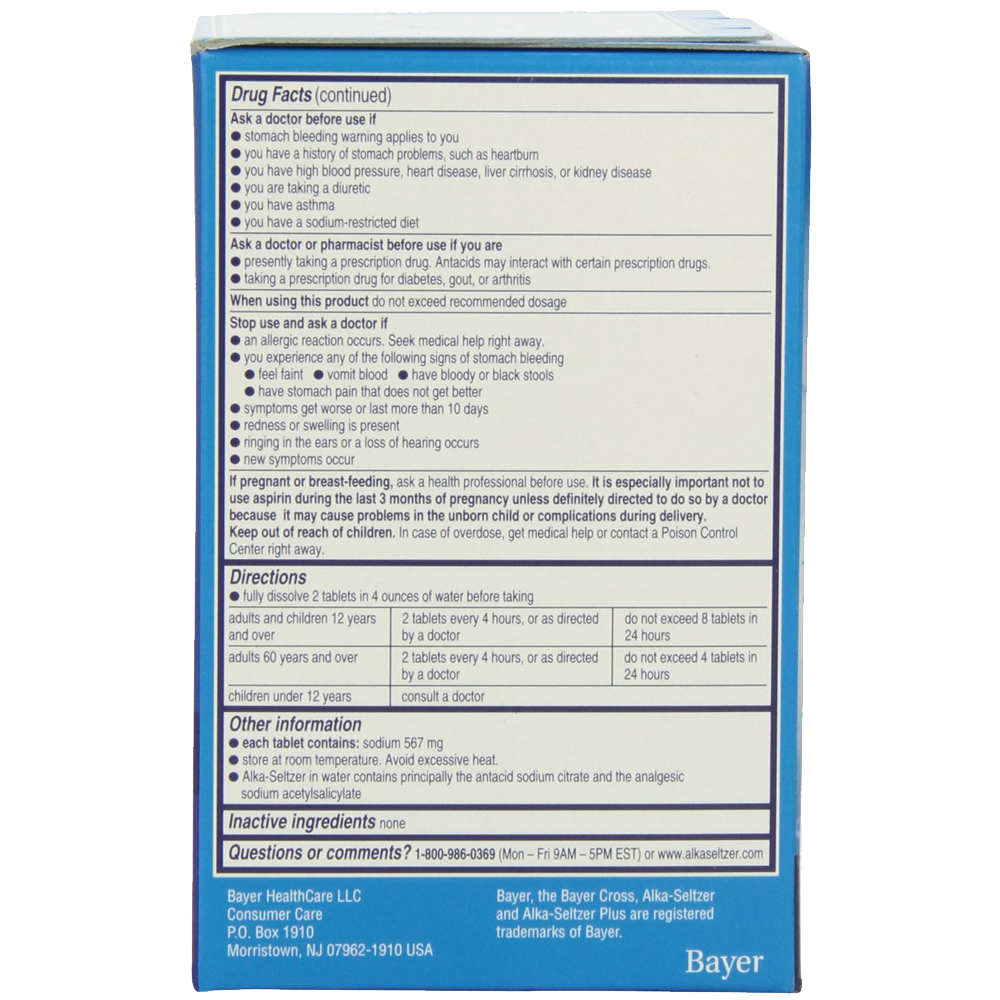 Drug Facts (continued)
Ask a doctor before use if
● stomach bleeding warning applies to you
● you have a history of stomach problems, such as heartburn
● you have high blood pressure, heart disease, liver cirrhosis, or kidney disease
● you are taking a diuretic
● you have asthma
● you have a sodium-restricted diet
Ask a doctor or pharmacist before use if you are
● presently taking a prescription drug. Antacids may interact with certain prescription drugs.
● taking a prescription drug for diabetes, gout, or arthritis
When using this product do not exceed recommended dosage
Stop use and ask a doctor if
● an allergic reaction occurs. Seek medical help right away.
● you experience any of the following signs of stomach bleeding
● feel faint ● vomit blood ● have bloody or black stools
● have stomach pain that does not get better
● symptoms get worse or last more than 10 days
● redness or swelling is present
● ringing in the ears or a loss of hearing occurs
● new symptoms occur
If pregnant or breast-feeding, ask a health professional before use. It is especially important not to
use aspirin during the last 3 months of pregnancy unless definitely directed to do so by a doctor
because it may cause problems in the unborn child or complications during delivery.
Keep out of reach of children. In case of overdose, get medical help or contact a Poison Control
Center right away.
Directions
● fully dissolve 2 tablets in 4 ounces of water before taking
adults and children 12 years 2 tablets every 4 hours, or as directed do not exceed 8 tablets in
and over by a doctor 24 hours
adults 60 years and over 2 tablets every 4 hours, or as directed do not exceed 4 tablets in
by a doctor 24 hours
children under 12 years consult a doctor
Other information
● each tablet contains: sodium 567 mg
● store at room temperature. Avoid excessive heat.
● Alka-Seltzer in water contains principally the antacid sodium citrate and the analgesic
sodium acetylsalicylate
Inactive ingredients none
Questions or comments? 1-800-986-0369 (Mon – Fri 9AM – 5PM EST) or www.alkaseltzer.com
Bayer HealthCare LLC
Consumer Care
P.O. Box 1910
Morristown, NJ 07962-1910 USA
Bayer, the Bayer Cross, Alka-Seltzer
and Alka-Seltzer Plus are registered
trademarks of Bayer.
Bayer